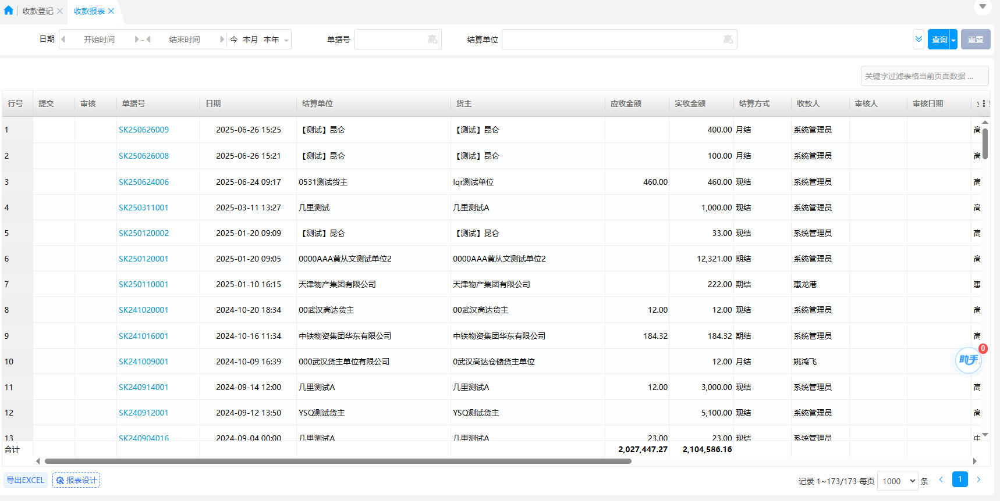 收款登记 收款报表
日期 开始时间 - 结束时间 今 本月 本年 单据号 高 结算单位 高 查询 重置
关键字过滤表格当前页面数据 ...
行号 提交 审核 单据号 日期 结算单位 货主 应收金额 实收金额 结算方式 收款人 审核人 审核日期
1 SK250626009 2025-06-26 15:25 【测试】昆仑 【测试】昆仑 400.00 月结 系统管理员 高
2 SK250626008 2025-06-26 15:21 【测试】昆仑 【测试】昆仑 100.00 月结 系统管理员 高
3 SK250624006 2025-06-24 09:17 0531测试货主 lqr测试单位 460.00 460.00 现结 系统管理员 高
4 SK250311001 2025-03-11 13:27 几里测试 几里测试A 1,000.00 现结 系统管理员 高
5 SK250120002 2025-01-20 09:09 【测试】昆仑 【测试】昆仑 33.00 现结 系统管理员 高
6 SK250120001 2025-01-20 09:05 0000AAA黄从文测试单位2 0000AAA黄从文测试单位2 12,321.00 期结 系统管理员 高
7 SK250110001 2025-01-10 16:15 天津物产集团有限公司 天津物产集团有限公司 222.00 期结 惠龙港 惠
8 SK241020001 2024-10-20 18:34 00武汉高达货主 00武汉高达货主 12.00 12.00 现结 系统管理员 高
9 SK241016001 2024-10-16 11:34 中铁物资集团华东有限公司 中铁物资集团华东有限公司 184.32 184.32 期结 系统管理员 高
10 SK241009001 2024-10-09 16:39 000武汉货主单位有限公司 0武汉高达仓储货主单位 12.00 月结 姚鸿飞
助手 0
11 SK240914001 2024-09-14 12:00 几里测试A 几里测试A 12.00 3,000.00 现结 系统管理员 高
12 SK240912001 2024-09-12 13:50 YSQ测试货主 YSQ测试货主 5,100.00 现结 系统管理员 高
13 SK240904016 2024-09-04 00:00 几里测试A 几里测试A 23.00 23.00 现结 系统管理员 中
合计 2,027,447.27 2,104,586.16
导出EXCEL 报表设计 记录 1~173/173 每页 1000 条 1